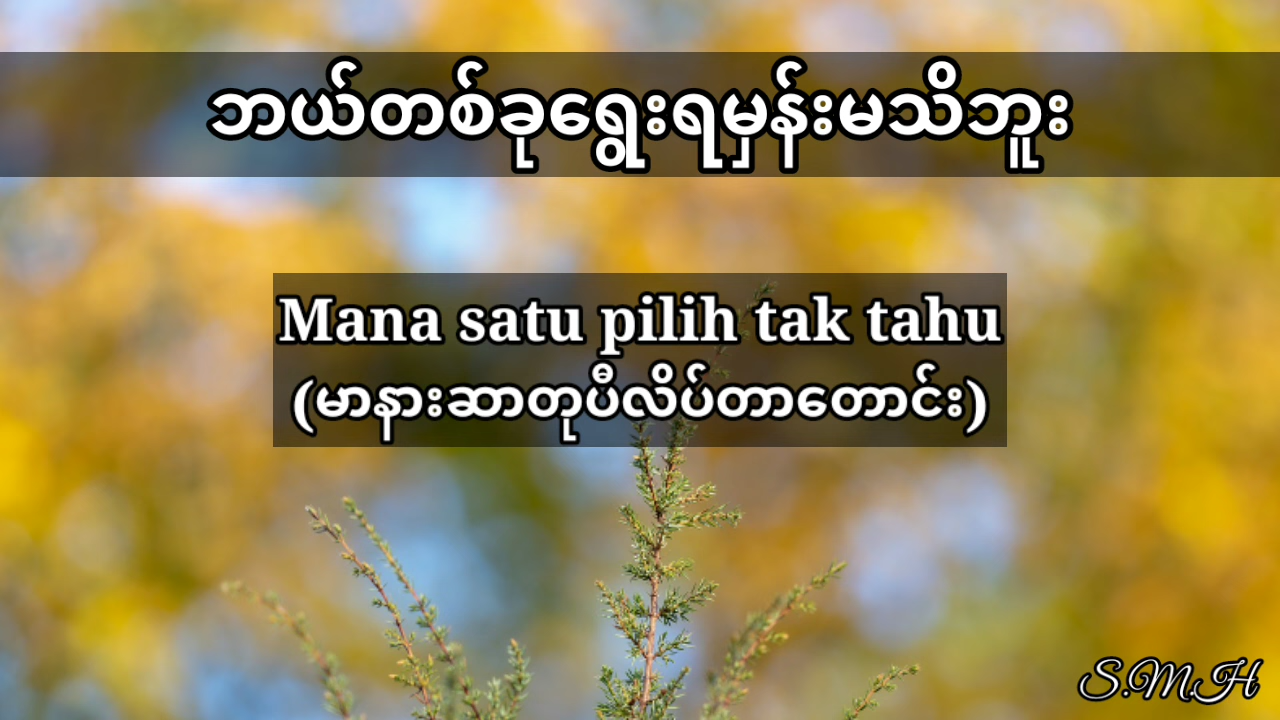 ဘယ်တစ်ခုရွေးရမှန်းမသိဘူး
Mana satu pilih tak tahu
(မာနားဆာတုပီလိပ်တာတောင်း)
S.M.H